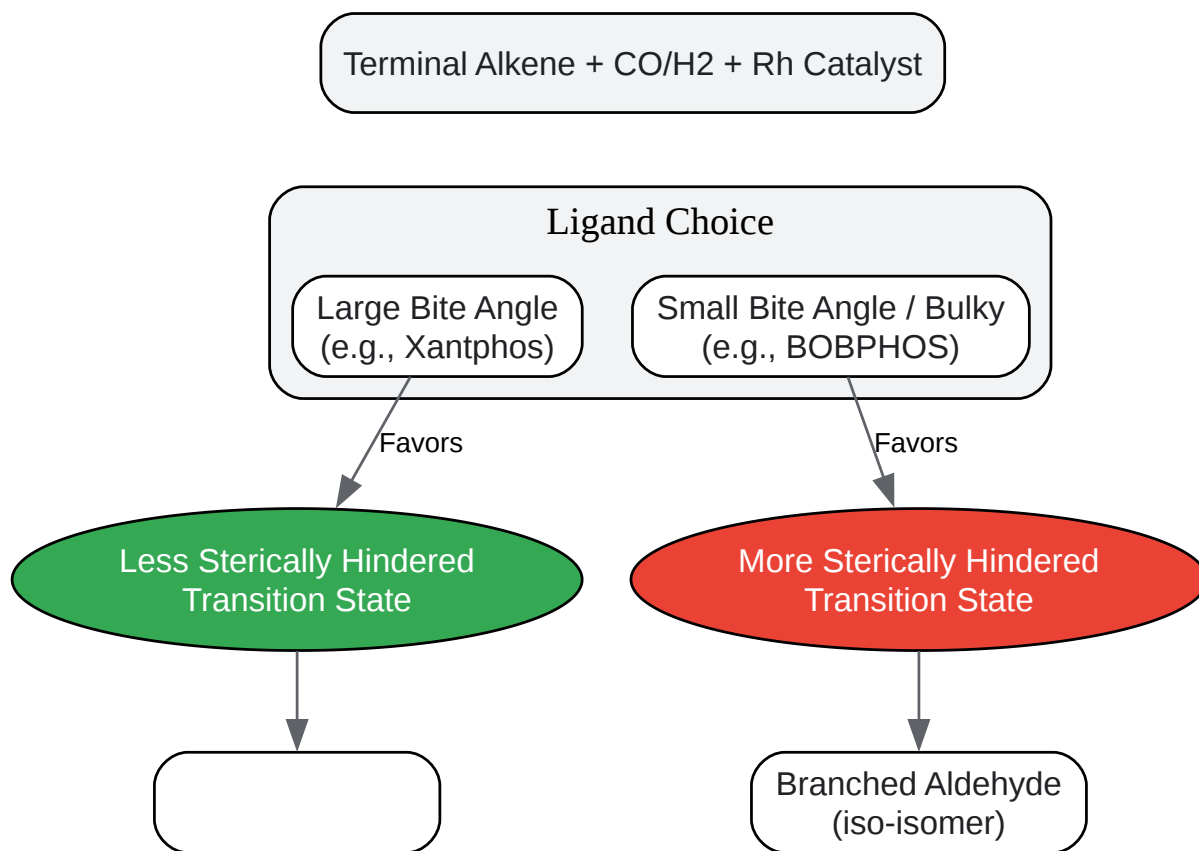 Terminal Alkene + CO/H2 + Rh Catalyst
Ligand Choice
Large Bite Angle
(e.g., Xantphos)
Small Bite Angle / Bulky
(e.g., BOBPHOS)
Favors
Favors
Less Sterically Hindered
Transition State
More Sterically Hindered
Transition State
Branched Aldehyde
(iso-isomer)